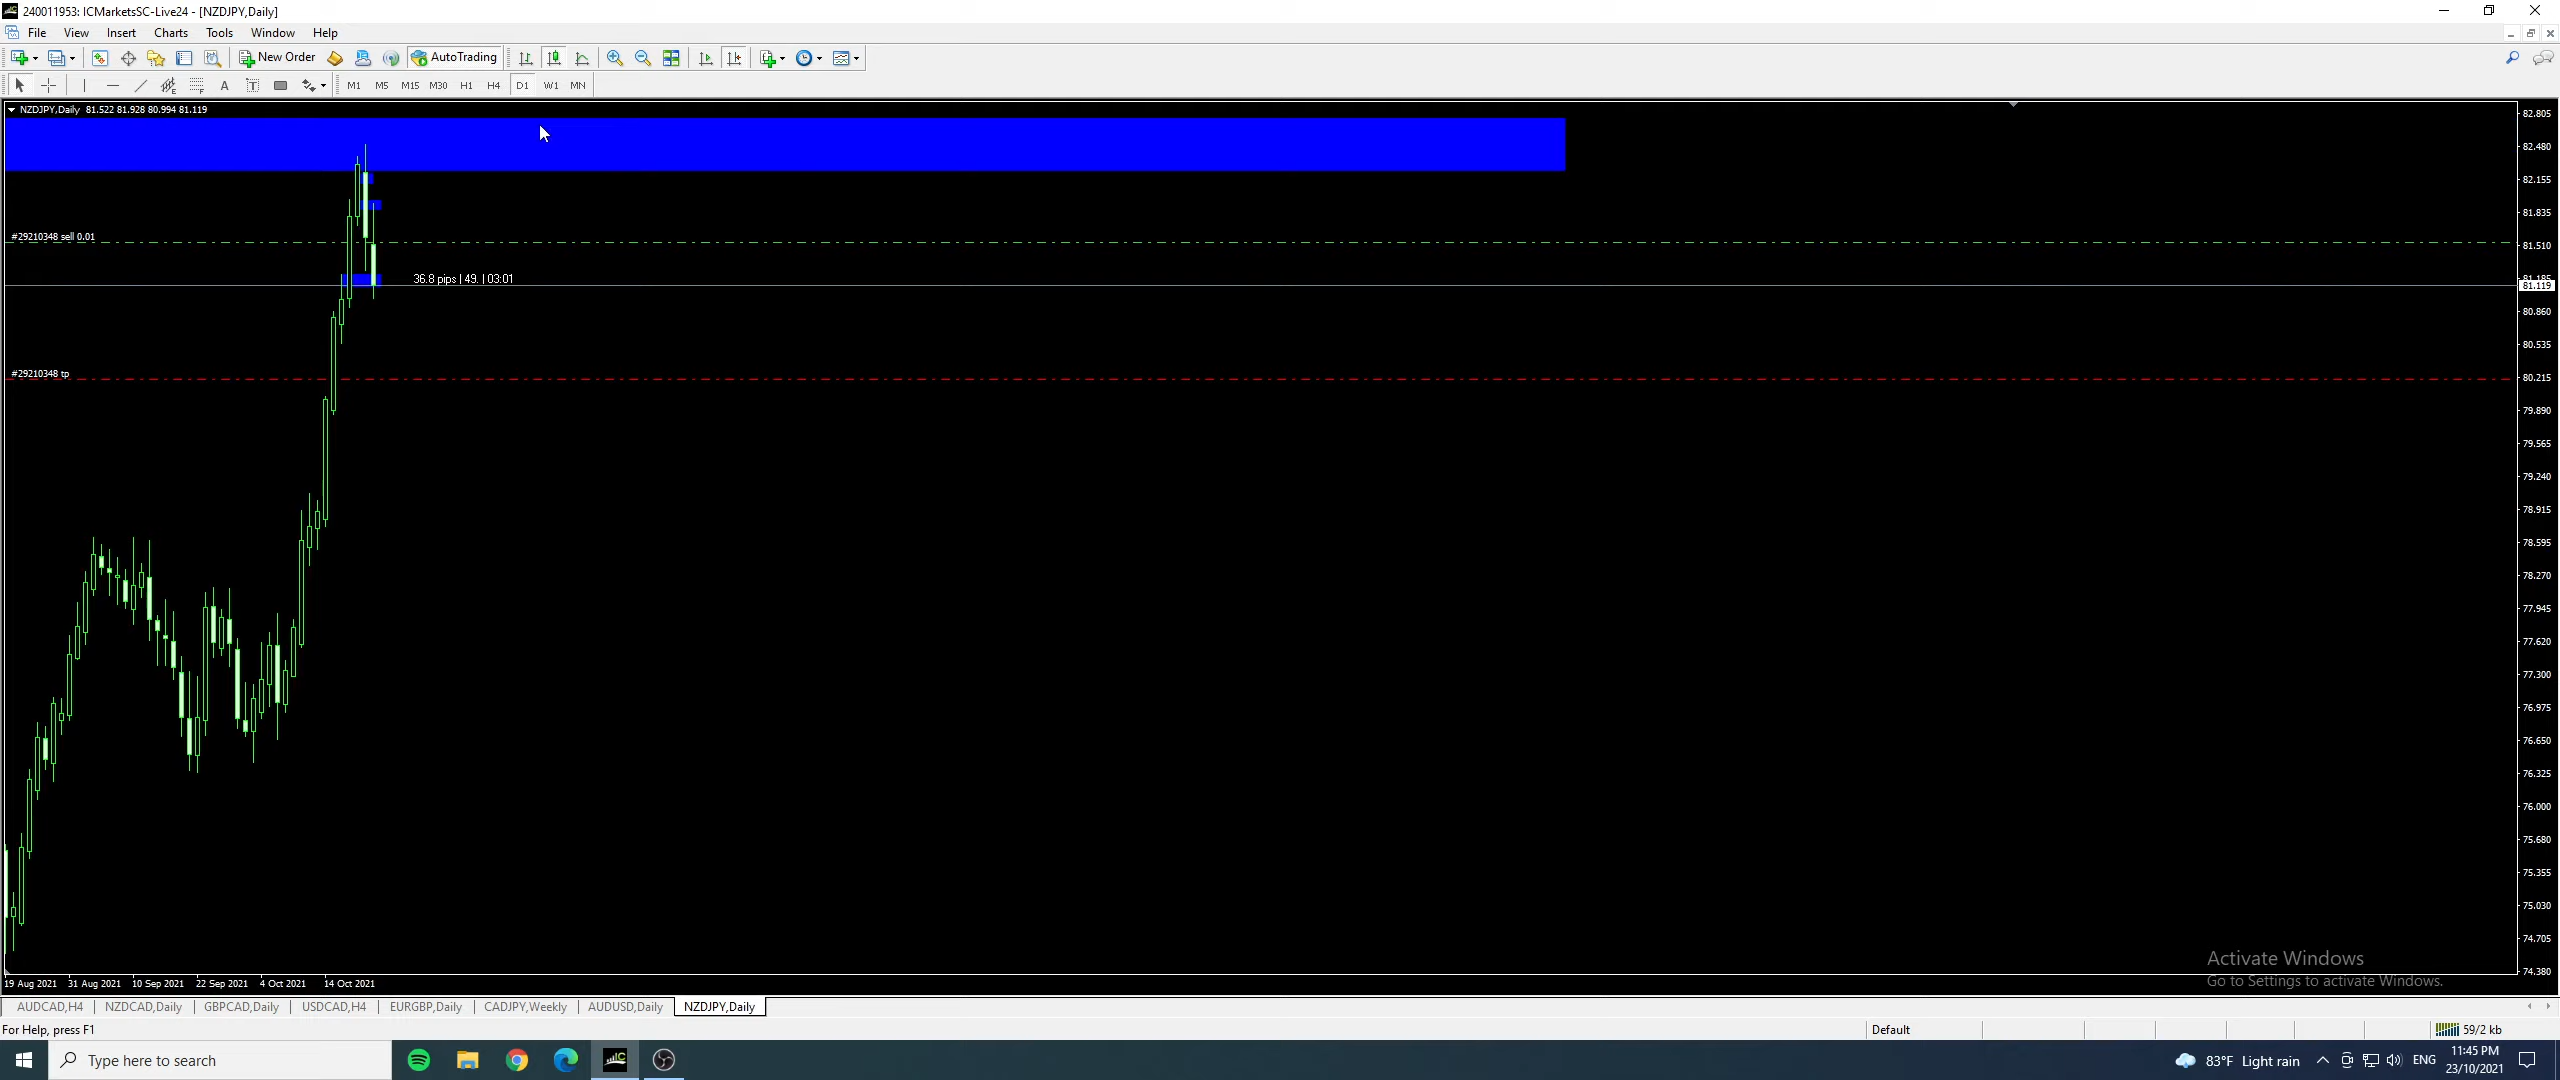 240011953: ICMarketsSC-Live24 - [NZDJPY,Daily]
File View Insert Charts Tools Window Help
New Order AutoTrading
A T M1 M5 M15 M30 H1 H4 D1 W1 MN
NZDJPY,Daily 81.522 81.928 80.994 81.119
82.805
82.480
82.155
81.835
#29210348 sell 0.01
81.510
36.8 pips | 49. | 03:01
81.185
81.119
80.860
80.535
#29210348 tp
80.215
79.890
79.565
79.240
78.915
78.595
78.270
77.945
77.620
77.300
76.975
76.650
76.325
76.000
75.680
75.355
75.030
74.705
74.380
Activate Windows
Go to Settings to activate Windows.
19 Aug 2021 31 Aug 2021 10 Sep 2021 22 Sep 2021 4 Oct 2021 14 Oct 2021
AUDCAD,H4 NZDCAD,Daily GBPCAD,Daily USDCAD,H4 EURGBP,Daily CADJPY,Weekly AUDUSD,Daily NZDJPY,Daily
For Help, press F1 Default 59/2 kb
Type here to search IC 83°F Light rain ENG 11:45 PM
23/10/2021